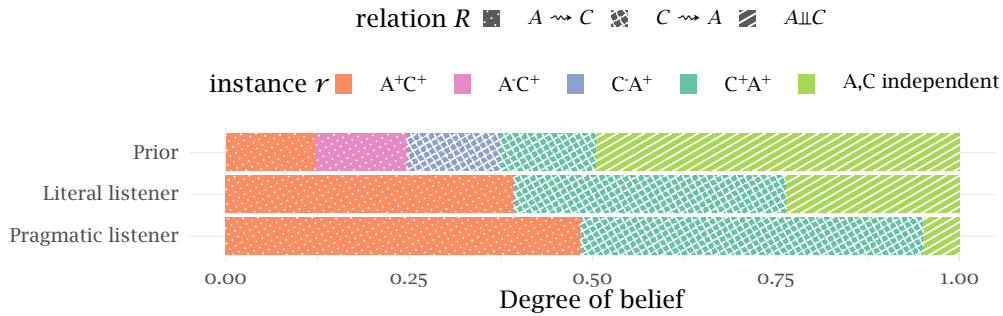 relation R A ⇝ C C ⇝ A A⫫C
instance r A⁺C⁺ A⁻C⁺ C⁻A⁺ C⁺A⁺ A,C independent
Prior
Literal listener
Pragmatic listener
0.00 0.25 0.50 0.75 1.00
Degree of belief